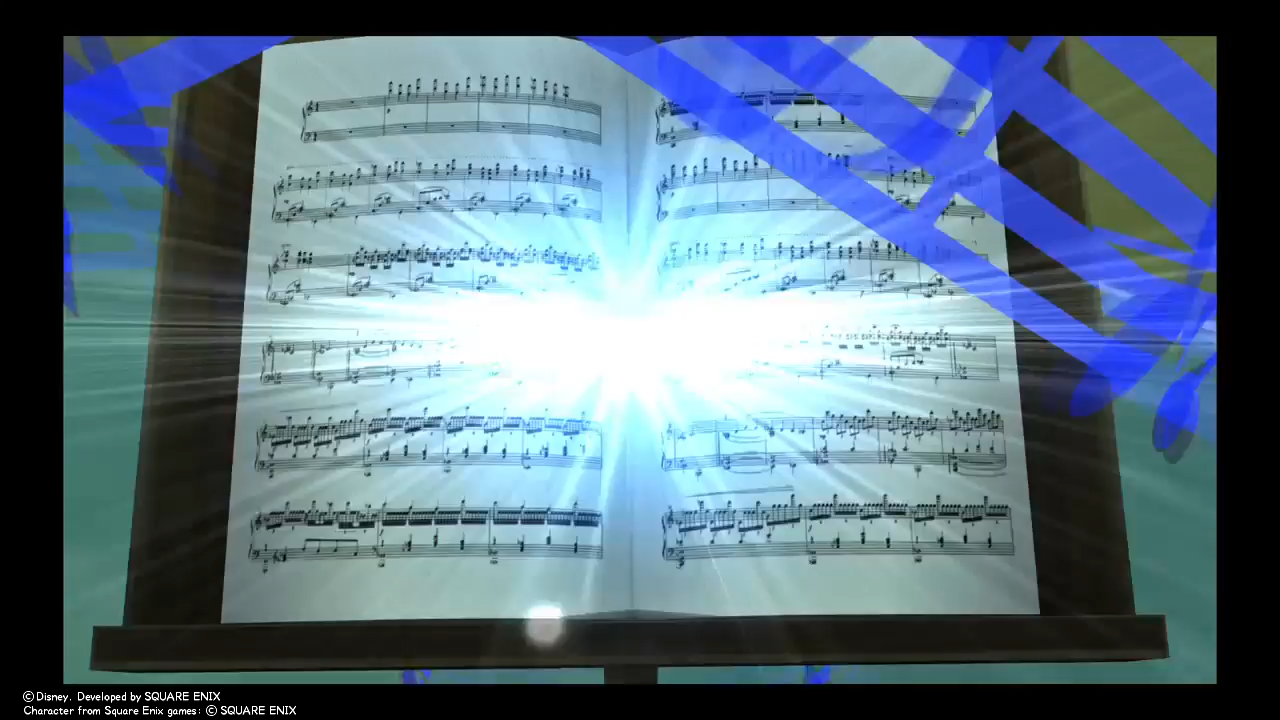 ©Disney. Developed by SQUARE ENIX
Character from Square Enix games: © SQUARE ENIX